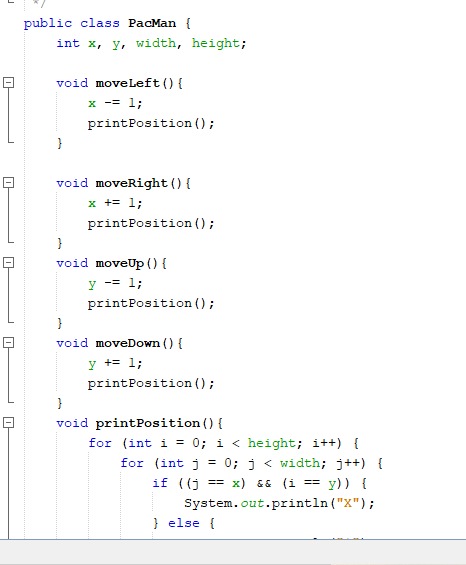 */
public class PacMan {
int x, y, width, height;
void moveLeft(){
x -= 1;
printPosition();
}
void moveRight(){
x += 1;
printPosition();
}
void moveUp(){
y -= 1;
printPosition();
}
void moveDown(){
y += 1;
printPosition();
}
void printPosition(){
for (int i = 0; i < height; i++) {
for (int j = 0; j < width; j++) {
if ((j == x) && (i == y)) {
System.out.println("X");
} else {